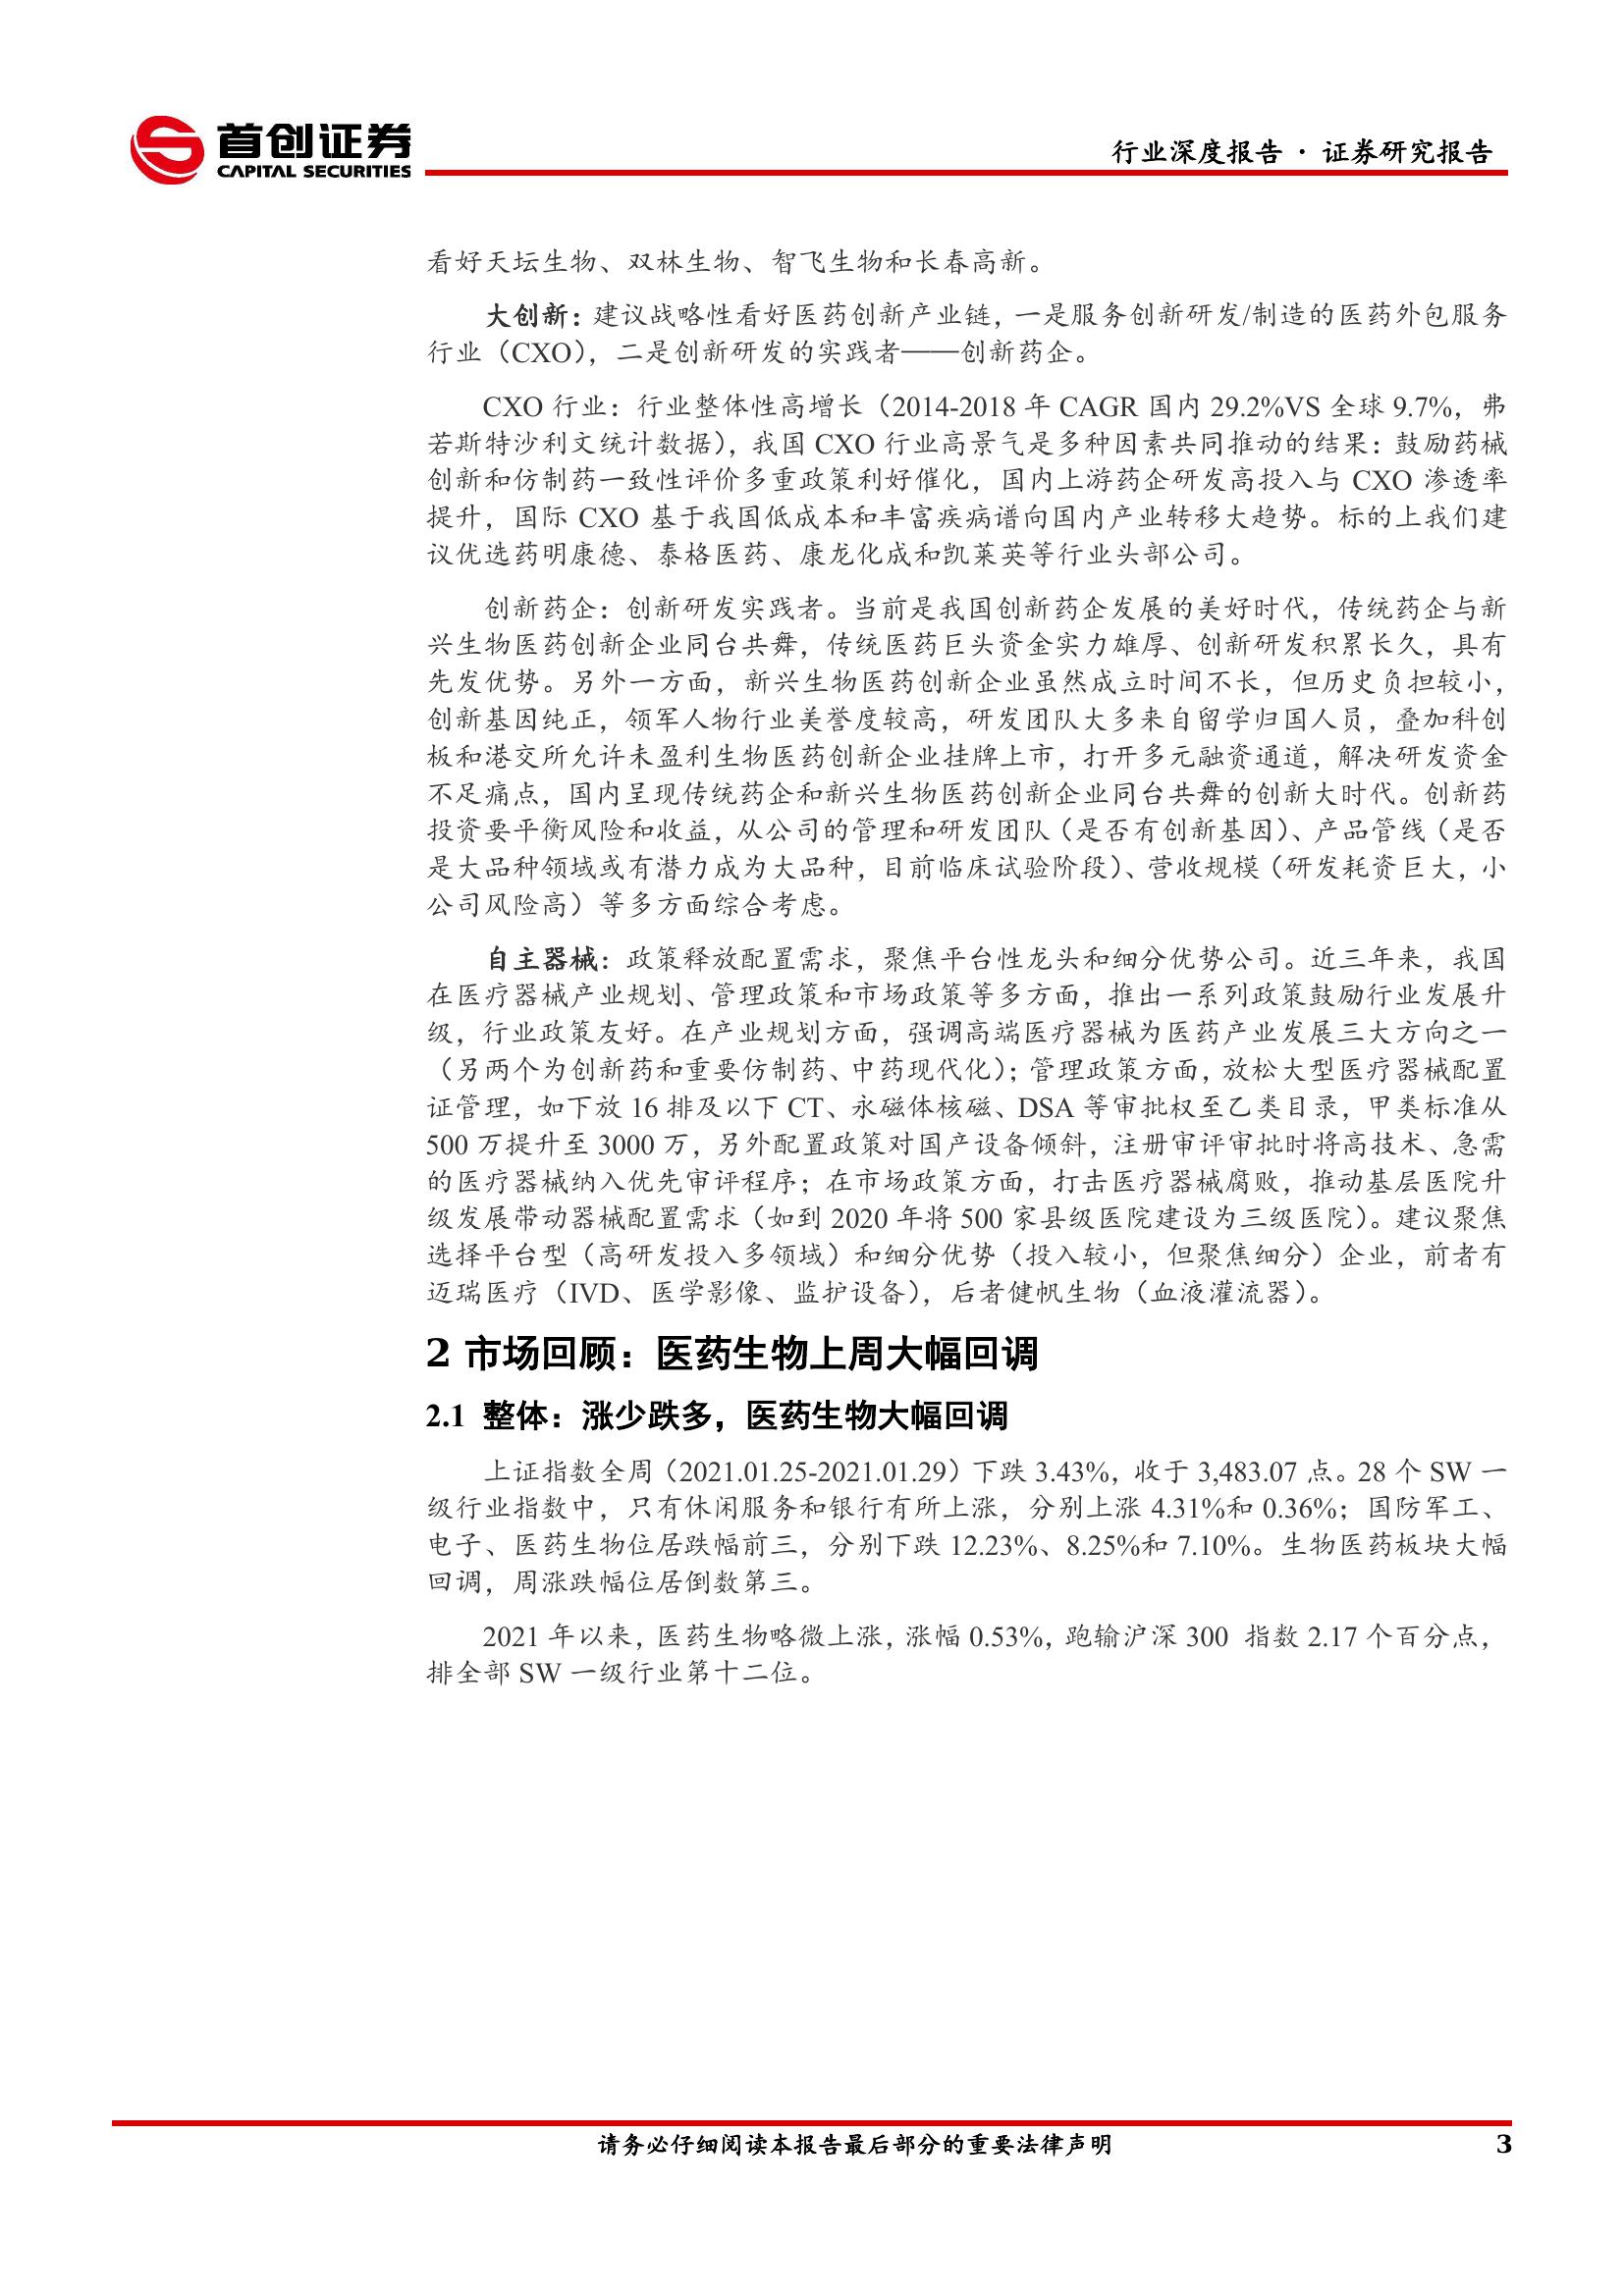 首创证券
CAPITAL SECURITIES
行业深度报告 · 证券研究报告
看好天坛生物、双林生物、智飞生物和长春高新。
大创新：建议战略性看好医药创新产业链，一是服务创新研发/制造的医药外包服务
行业（CXO），二是创新研发的实践者——创新药企。
CXO 行业：行业整体性高增长（2014-2018 年 CAGR 国内 29.2%VS 全球 9.7%，弗
若斯特沙利文统计数据），我国 CXO 行业高景气是多种因素共同推动的结果：鼓励药械
创新和仿制药一致性评价多重政策利好催化，国内上游药企研发高投入与 CXO 渗透率
提升，国际 CXO 基于我国低成本和丰富疾病谱向国内产业转移大趋势。标的上我们建
议优选药明康德、泰格医药、康龙化成和凯莱英等行业头部公司。
创新药企：创新研发实践者。当前是我国创新药企发展的美好时代，传统药企与新
兴生物医药创新企业同台共舞，传统医药巨头资金实力雄厚、创新研发积累长久，具有
先发优势。另外一方面，新兴生物医药创新企业虽然成立时间不长，但历史负担较小，
创新基因纯正，领军人物行业美誉度较高，研发团队大多来自留学归国人员，叠加科创
板和港交所允许未盈利生物医药创新企业挂牌上市，打开多元融资通道，解决研发资金
不足痛点，国内呈现传统药企和新兴生物医药创新企业同台共舞的创新大时代。创新药
投资要平衡风险和收益，从公司的管理和研发团队（是否有创新基因）、产品管线（是否
是大品种领域或有潜力成为大品种，目前临床试验阶段）、营收规模（研发耗资巨大，小
公司风险高）等多方面综合考虑。
自主器械：政策释放配置需求，聚焦平台性龙头和细分优势公司。近三年来，我国
在医疗器械产业规划、管理政策和市场政策等多方面，推出一系列政策鼓励行业发展升
级，行业政策友好。在产业规划方面，强调高端医疗器械为医药产业发展三大方向之一
（另两个为创新药和重要仿制药、中药现代化）；管理政策方面，放松大型医疗器械配置
证管理，如下放 16 排及以下 CT、永磁体核磁、DSA 等审批权至乙类目录，甲类标准从
500 万提升至 3000 万，另外配置政策对国产设备倾斜，注册审评审批时将高技术、急需
的医疗器械纳入优先审评程序；在市场政策方面，打击医疗器械腐败，推动基层医院升
级发展带动器械配置需求（如到 2020 年将 500 家县级医院建设为三级医院）。建议聚焦
选择平台型（高研发投入多领域）和细分优势（投入较小，但聚焦细分）企业，前者有
迈瑞医疗（IVD、医学影像、监护设备），后者健帆生物（血液灌流器）。
2 市场回顾：医药生物上周大幅回调
2.1 整体：涨少跌多，医药生物大幅回调
上证指数全周（2021.01.25-2021.01.29）下跌 3.43%，收于 3,483.07 点。28 个 SW 一
级行业指数中，只有休闲服务和银行有所上涨，分别上涨 4.31%和 0.36%；国防军工、
电子、医药生物位居跌幅前三，分别下跌 12.23%、8.25%和 7.10%。生物医药板块大幅
回调，周涨跌幅位居倒数第三。
2021 年以来，医药生物略微上涨，涨幅 0.53%，跑输沪深 300 指数 2.17 个百分点，
排全部 SW 一级行业第十二位。
请务必仔细阅读本报告最后部分的重要法律声明
3